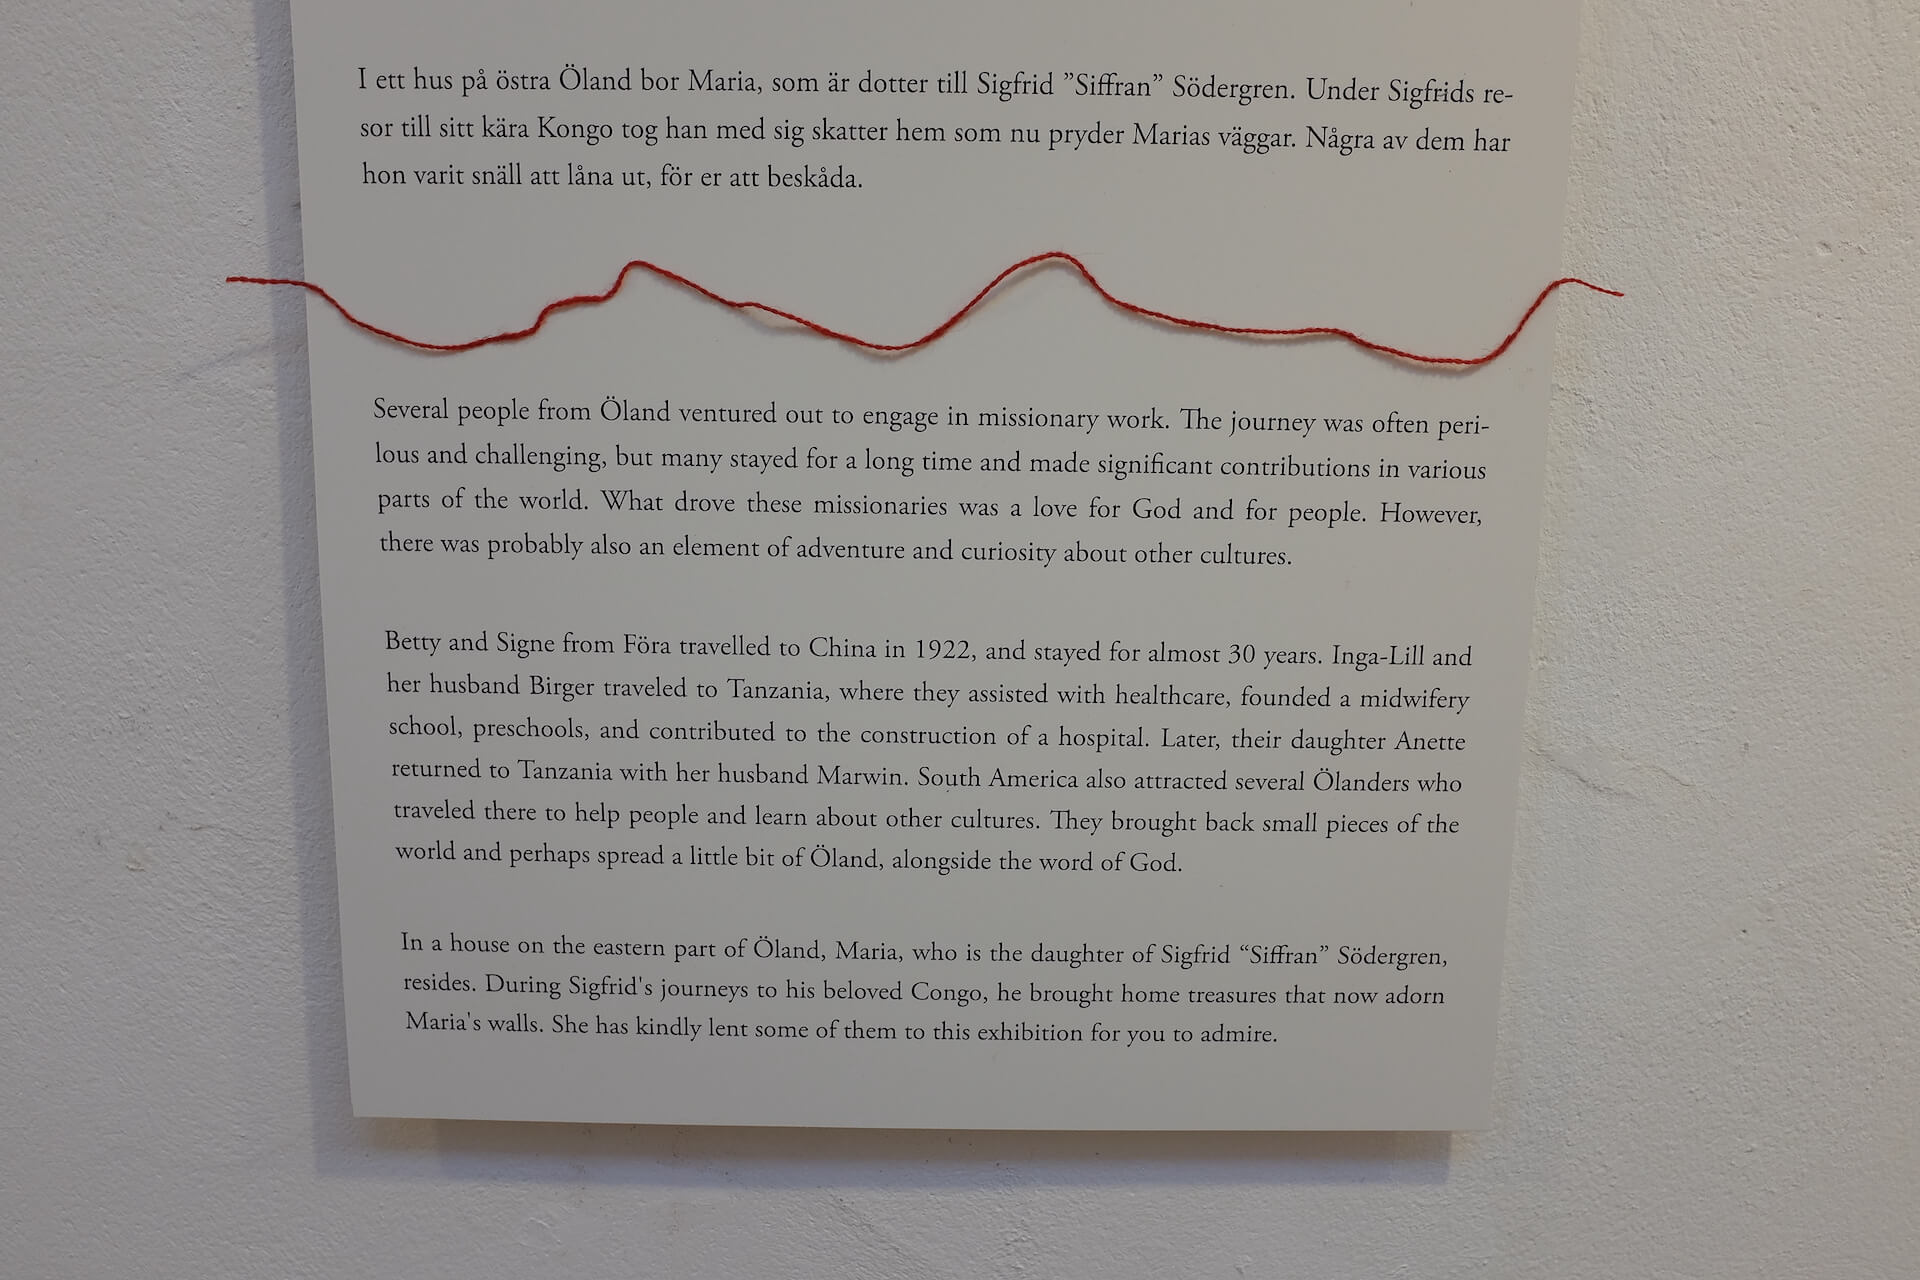 I ett hus på östra Öland bor Maria, som är dotter till Sigfrid ”Siffran” Södergren. Under Sigfrids re-
sor till sitt kära Kongo tog han med sig skatter hem som nu pryder Marias väggar. Några av dem har
hon varit snäll att låna ut, för er att beskåda.
Several people from Öland ventured out to engage in missionary work. The journey was often peri-
lous and challenging, but many stayed for a long time and made significant contributions in various
parts of the world. What drove these missionaries was a love for God and for people. However,
there was probably also an element of adventure and curiosity about other cultures.
Betty and Signe from Föra travelled to China in 1922, and stayed for almost 30 years. Inga-Lill and
her husband Birger traveled to Tanzania, where they assisted with healthcare, founded a midwifery
school, preschools, and contributed to the construction of a hospital. Later, their daughter Anette
returned to Tanzania with her husband Marwin. South America also attracted several Ölanders who
traveled there to help people and learn about other cultures. They brought back small pieces of the
world and perhaps spread a little bit of Öland, alongside the word of God.
In a house on the eastern part of Öland, Maria, who is the daughter of Sigfrid “Siffran” Södergren,
resides. During Sigfrid's journeys to his beloved Congo, he brought home treasures that now adorn
Maria's walls. She has kindly lent some of them to this exhibition for you to admire.